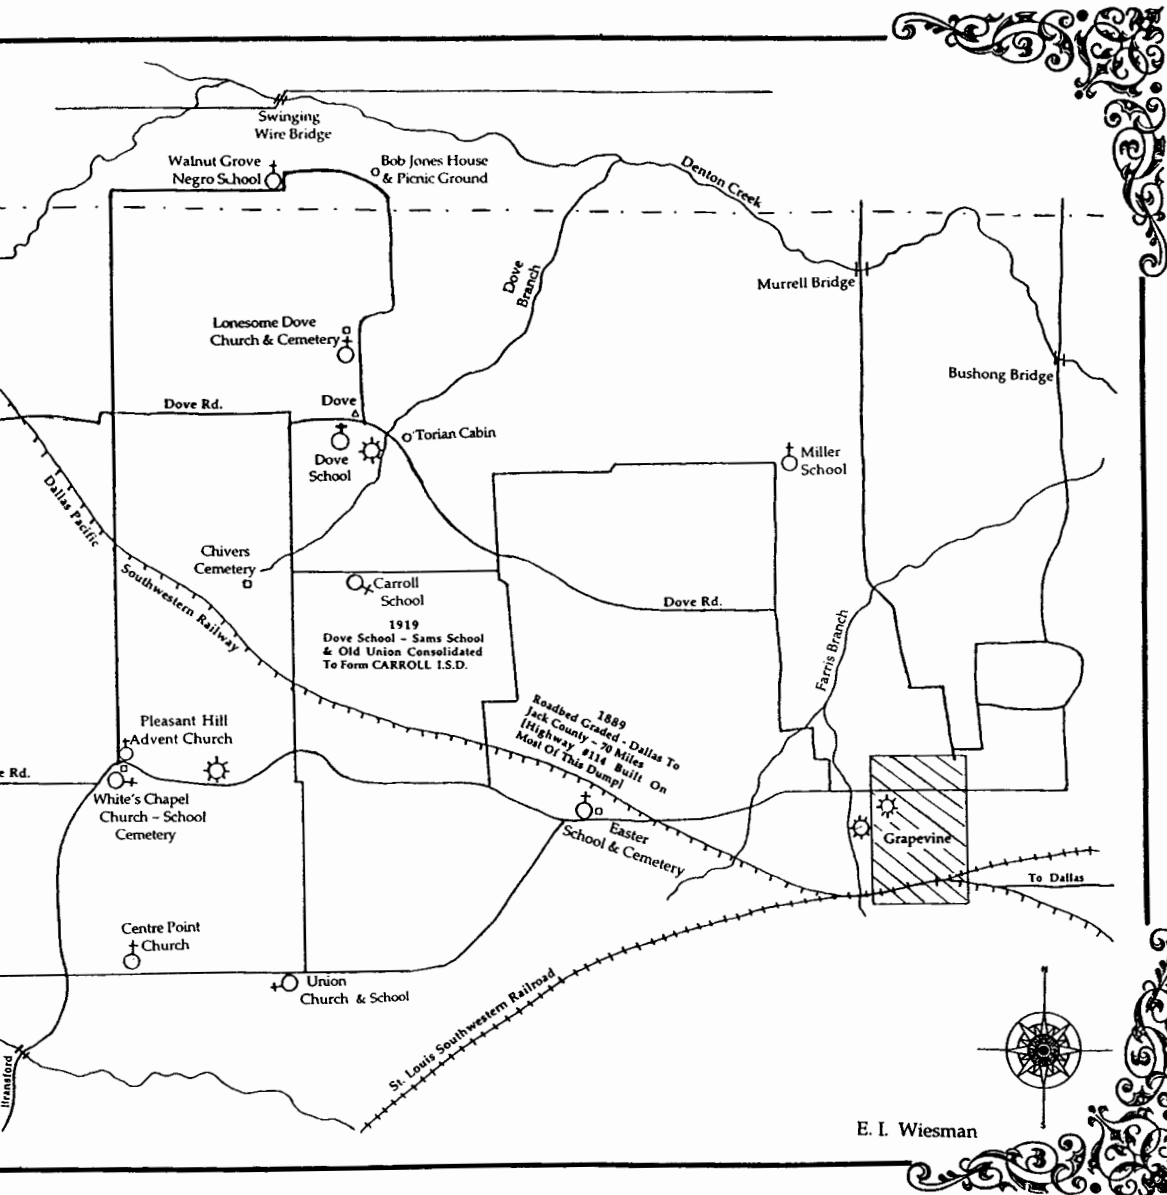 Swinging
Wire Bridge
Walnut Grove
Negro School
Bob Jones House
& Picnic Ground
Denton Creek
Dove
Branch
Murrell Bridge
Lonesome Dove
Church & Cemetery
Bushong Bridge
Dove Rd.
Dove
Torian Cabin
Dove
School
Miller
School
Dallas Pacific
Southwestern Railway
Chivers
Cemetery
Carroll
School
1919
Dove School - Sams School
& Old Union Consolidated
To Form CARROLL I.S.D.
Dove Rd.
Farris Branch
1889
Roadbed Graded - Dallas To
Jack County - 70 Miles
[Highway #114 Built On
Most Of This Dump]
Pleasant Hill
Advent Church
e Rd.
White's Chapel
Church - School
Cemetery
Easter
School & Cemetery
Grapevine
To Dallas
Centre Point
Church
Union
Church & School
St. Louis Southwestern Railroad
Bransford
N
S
E. I. Wiesman